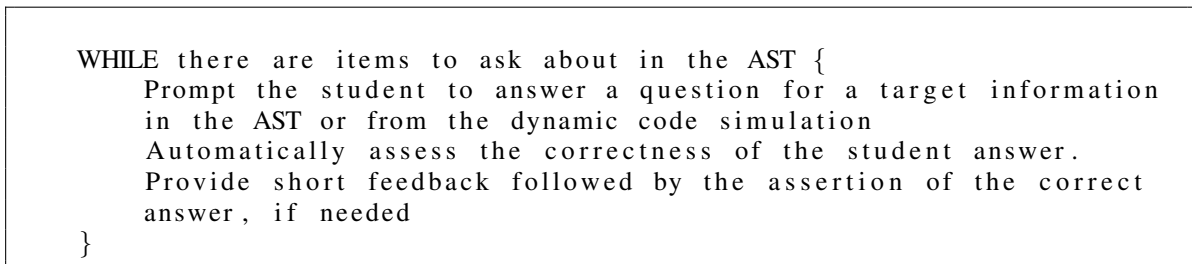 WHILE there are items to ask about in the AST {
Prompt the student to answer a question for a target information
in the AST or from the dynamic code simulation
Automatically assess the correctness of the student answer.
Provide short feedback followed by the assertion of the correct
answer, if needed
}